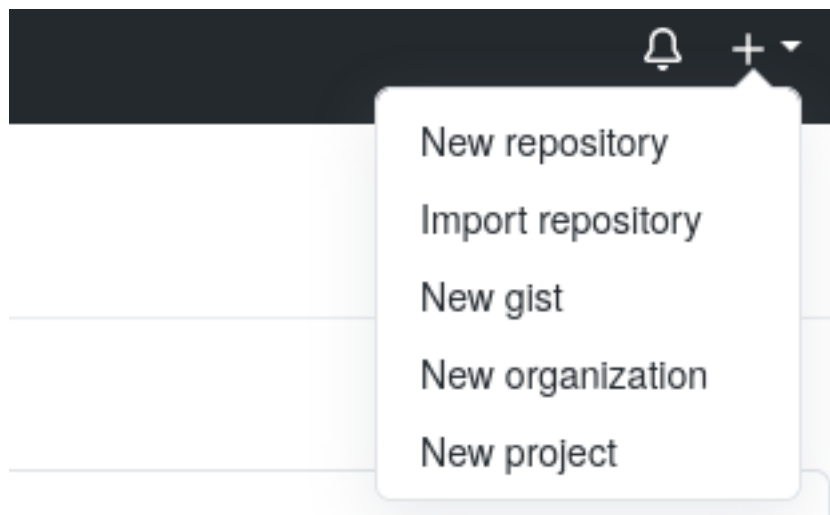 New repository
Import repository
New gist
New organization
New project